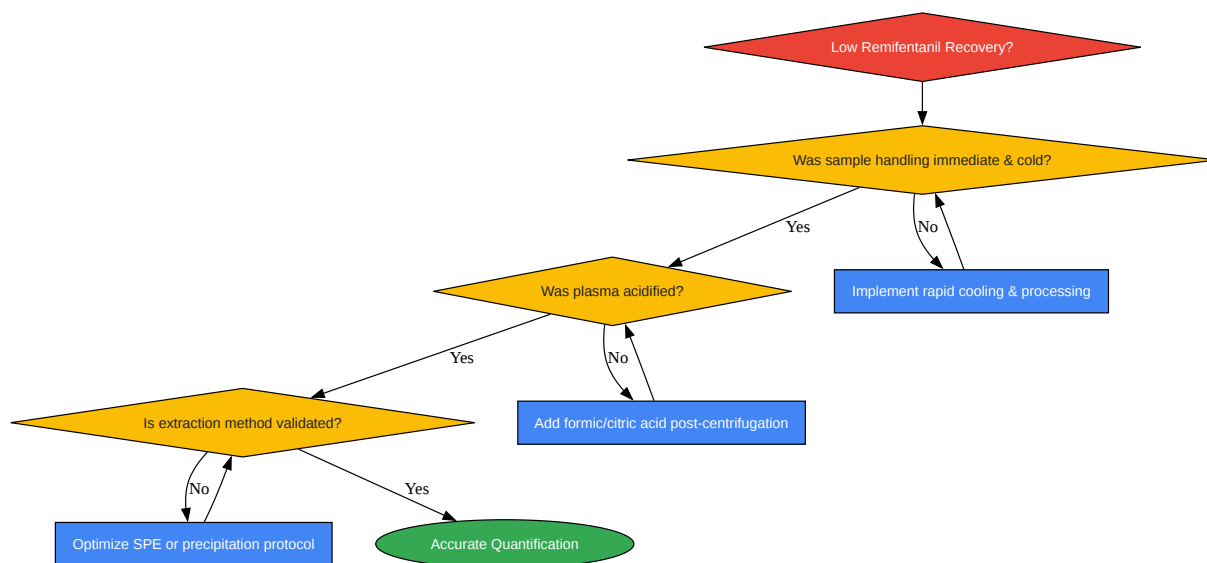 Low Remifentanil Recovery?
Was sample handling immediate & cold?
Yes
No
Was plasma acidified?
Implement rapid cooling & processing
Yes
No
Is extraction method validated?
Add formic/citric acid post-centrifugation
No
Yes
Optimize SPE or precipitation protocol
Accurate Quantification